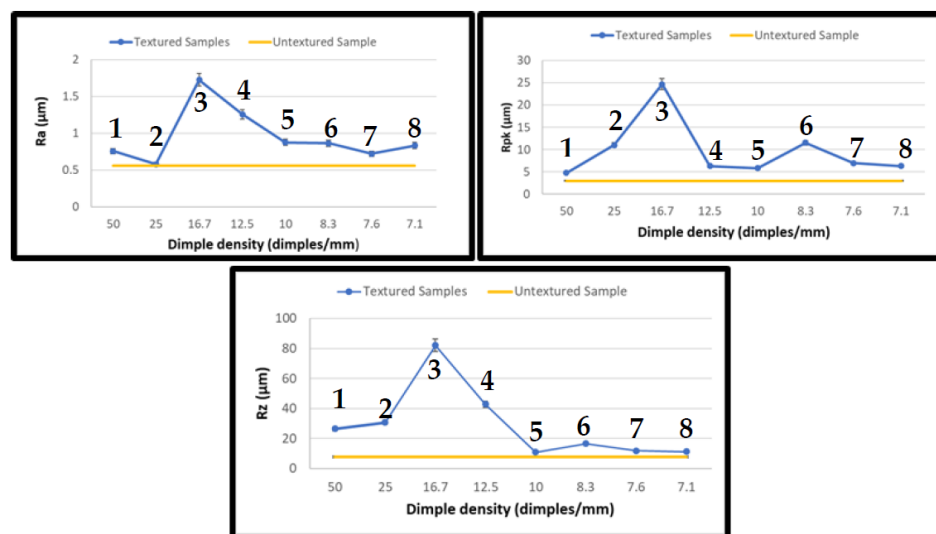 Textured Samples Untextured Sample
2
1.5
1
0.5
0
Ra (µm)
1 2 3 4 5 6 7 8
50 25 16.7 12.5 10 8.3 7.6 7.1
Dimple density (dimples/mm)
Textured Samples Untextured Sample
30
25
20
15
10
5
0
Rpk (µm)
1 2 3 4 5 6 7 8
50 25 16.7 12.5 10 8.3 7.6 7.1
Dimple density (dimples/mm)
Textured Samples Untextured Sample
100
80
60
40
20
0
Rz (µm)
1 2 3 4 5 6 7 8
50 25 16.7 12.5 10 8.3 7.6 7.1
Dimple density (dimples/mm)